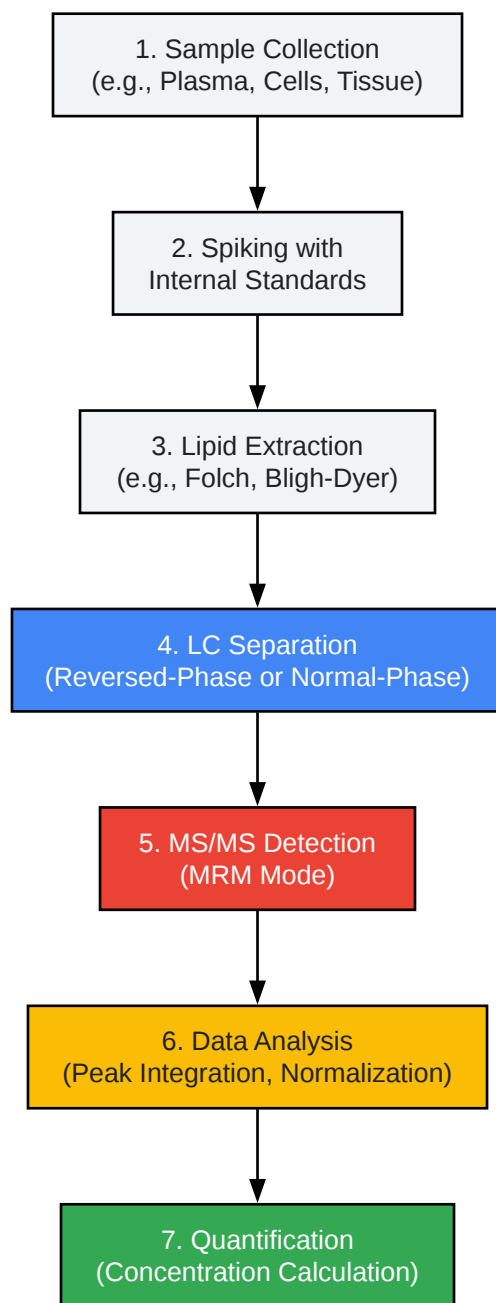 1. Sample Collection
(e.g., Plasma, Cells, Tissue)
2. Spiking with
Internal Standards
3. Lipid Extraction
(e.g., Folch, Bligh-Dyer)
4. LC Separation
(Reversed-Phase or Normal-Phase)
5. MS/MS Detection
(MRM Mode)
6. Data Analysis
(Peak Integration, Normalization)
7. Quantification
(Concentration Calculation)